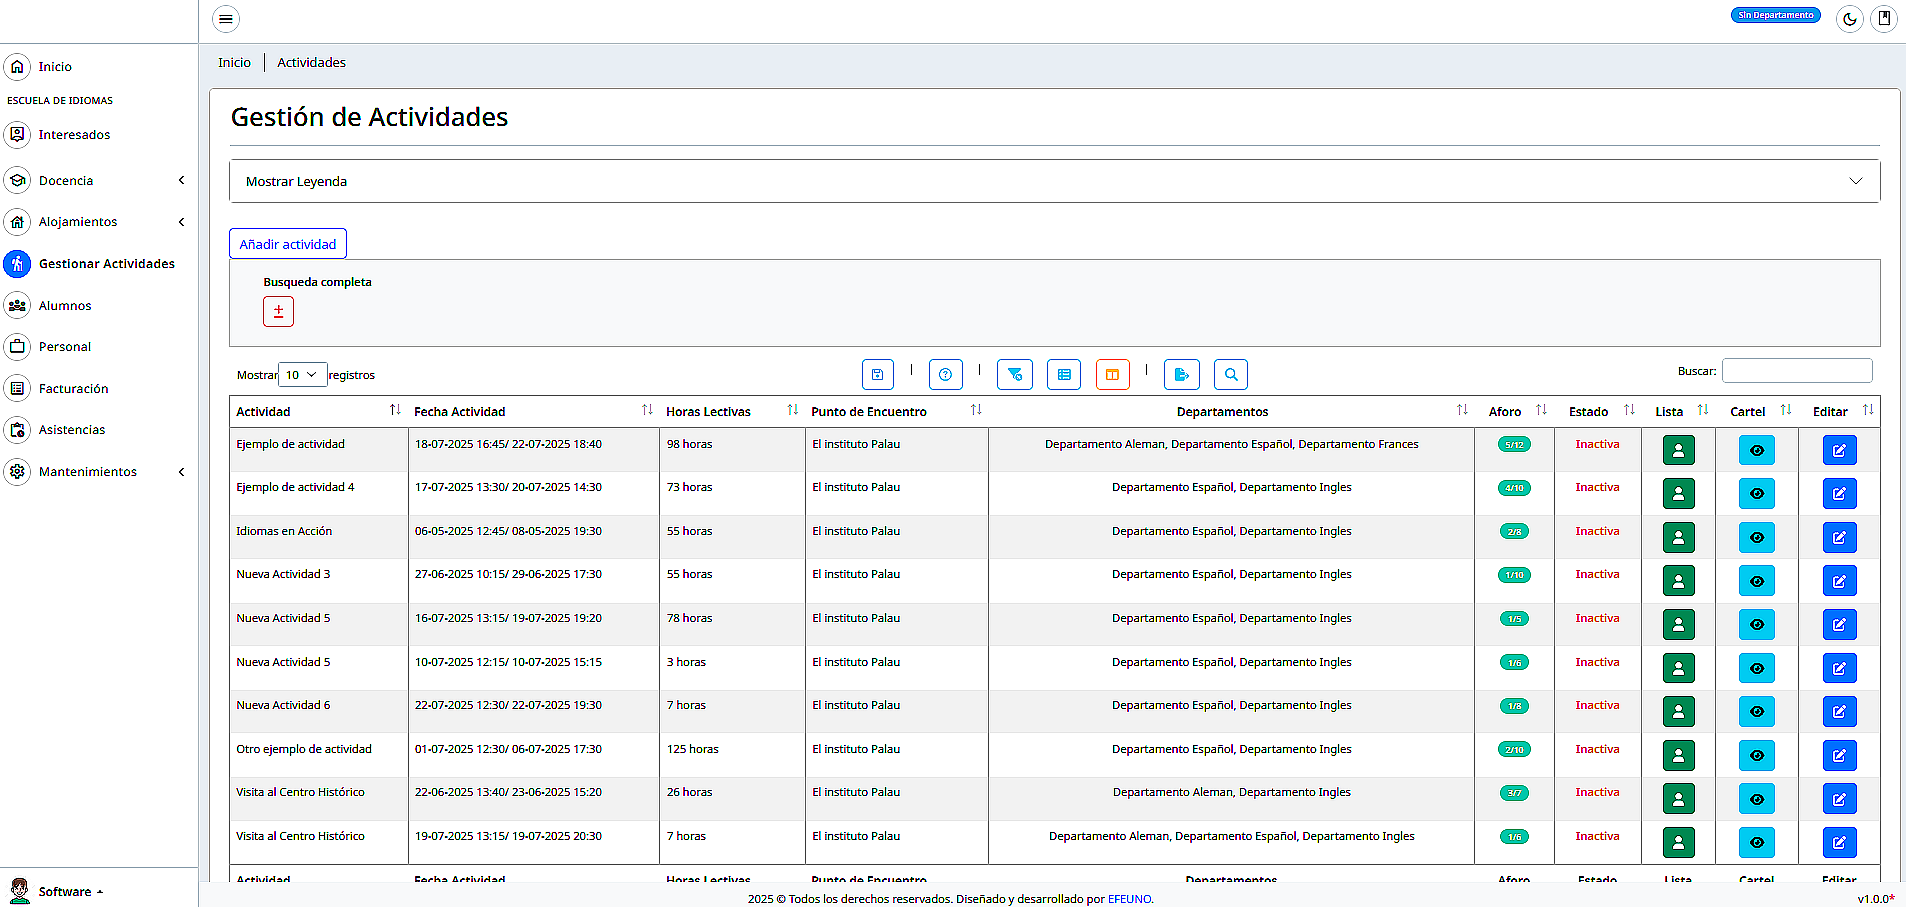 Sin Departamento
Inicio
Actividades
Inicio
ESCUELA DE IDIOMAS
Interesados
Docencia
Alojamientos
Gestionar Actividades
Alumnos
Personal
Facturación
Asistencias
Mantenimientos
Software
Gestión de Actividades
Mostrar Leyenda
Añadir actividad
Busqueda completa
Mostrar 10 registros
Buscar:
Actividad Fecha Actividad Horas Lectivas Punto de Encuentro Departamentos Aforo Estado Lista Cartel Editar
Ejemplo de actividad 18-07-2025 16:45/ 22-07-2025 18:40 98 horas El instituto Palau Departamento Aleman, Departamento Español, Departamento Frances 5/12 Inactiva
Ejemplo de actividad 4 17-07-2025 13:30/ 20-07-2025 14:30 73 horas El instituto Palau Departamento Español, Departamento Ingles 4/10 Inactiva
Idiomas en Acción 06-05-2025 12:45/ 08-05-2025 19:30 55 horas El instituto Palau Departamento Español, Departamento Ingles 2/8 Inactiva
Nueva Actividad 3 27-06-2025 10:15/ 29-06-2025 17:30 55 horas El instituto Palau Departamento Español, Departamento Ingles 1/10 Inactiva
Nueva Actividad 5 16-07-2025 13:15/ 19-07-2025 19:20 78 horas El instituto Palau Departamento Español, Departamento Ingles 1/5 Inactiva
Nueva Actividad 5 10-07-2025 12:15/ 10-07-2025 15:15 3 horas El instituto Palau Departamento Español, Departamento Ingles 1/6 Inactiva
Nueva Actividad 6 22-07-2025 12:30/ 22-07-2025 19:30 7 horas El instituto Palau Departamento Español, Departamento Ingles 1/8 Inactiva
Otro ejemplo de actividad 01-07-2025 12:30/ 06-07-2025 17:30 125 horas El instituto Palau Departamento Español, Departamento Ingles 2/10 Inactiva
Visita al Centro Histórico 22-06-2025 13:40/ 23-06-2025 15:20 26 horas El instituto Palau Departamento Aleman, Departamento Ingles 3/7 Inactiva
Visita al Centro Histórico 19-07-2025 13:15/ 19-07-2025 20:30 7 horas El instituto Palau Departamento Aleman, Departamento Español, Departamento Ingles 1/6 Inactiva
Actividad Fecha Actividad Horas Lectivas Punto de Encuentro Departamentos Aforo Estado Lista Cartel Editar
2025 © Todos los derechos reservados. Diseñado y desarrollado por EFEUNO.
v1.0.0*